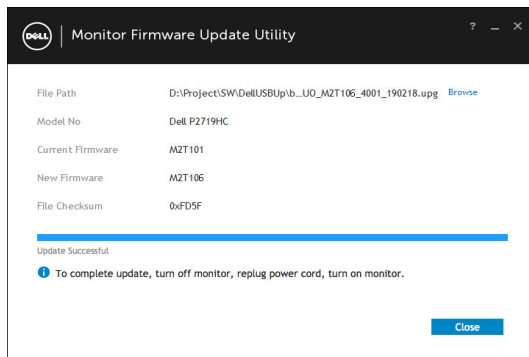 DELL Monitor Firmware Update Utility ? _ ×
File Path D:\Project\SW\DellUSBUp\b...UO_M2T106_4001_190218.upg Browse
Model No Dell P2719HC
Current Firmware M2T101
New Firmware M2T106
File Checksum 0xFD5F
Update Successful
i To complete update, turn off monitor, replug power cord, turn on monitor.
Close